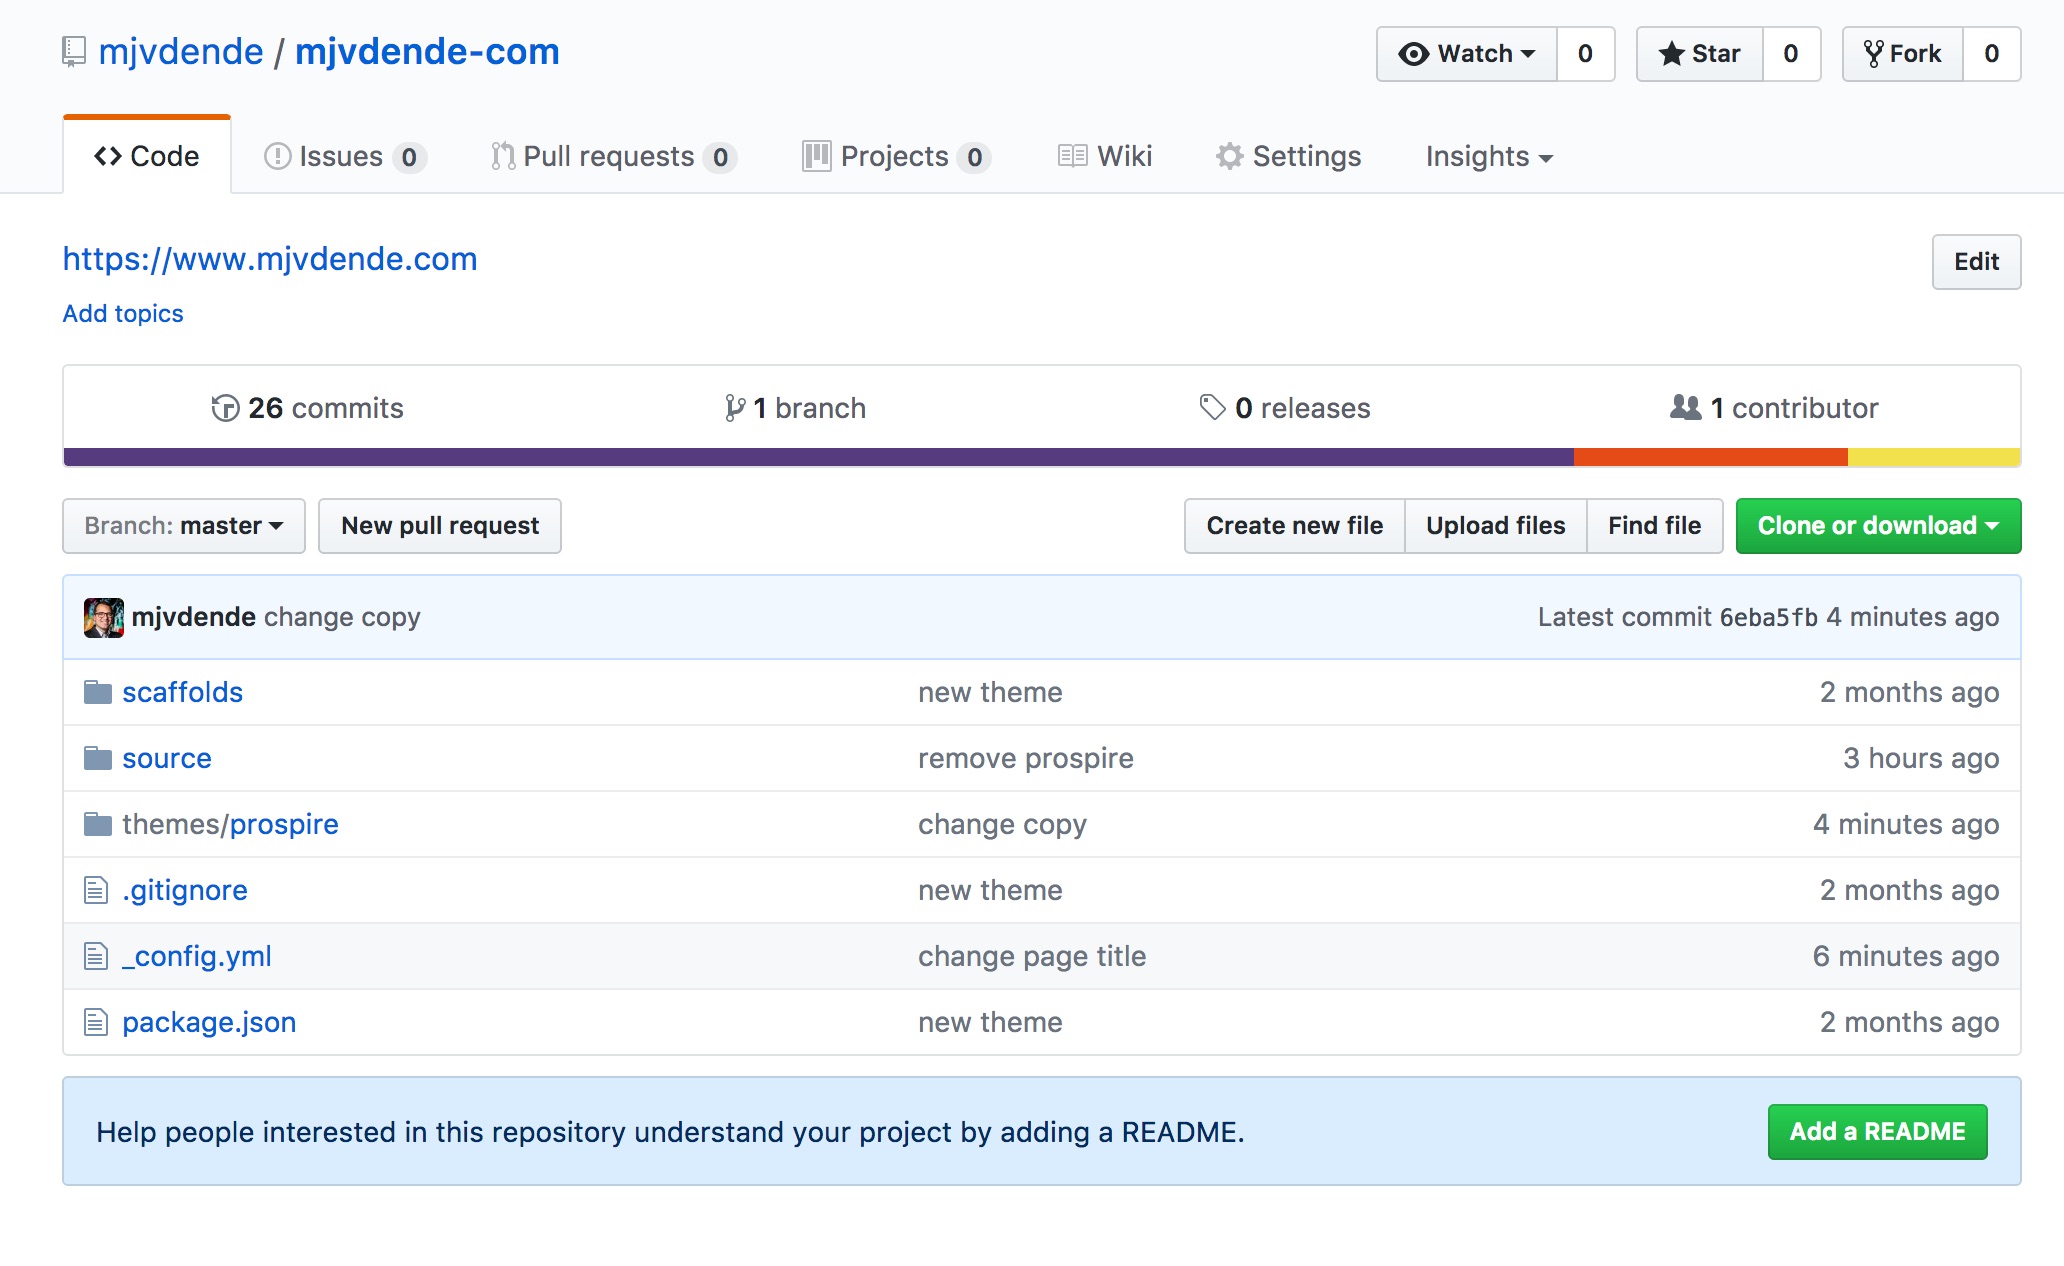 mjvdende / mjvdende-com Watch 0 Star 0 Fork 0
Code Issues 0 Pull requests 0 Projects 0 Wiki Settings Insights
https://www.mjvdende.com Edit
Add topics
26 commits 1 branch 0 releases 1 contributor
Branch: master New pull request Create new file Upload files Find file Clone or download
mjvdende change copy Latest commit 6eba5fb 4 minutes ago
scaffolds new theme 2 months ago
source remove prospire 3 hours ago
themes/prospire change copy 4 minutes ago
.gitignore new theme 2 months ago
_config.yml change page title 6 minutes ago
package.json new theme 2 months ago
Help people interested in this repository understand your project by adding a README. Add a README